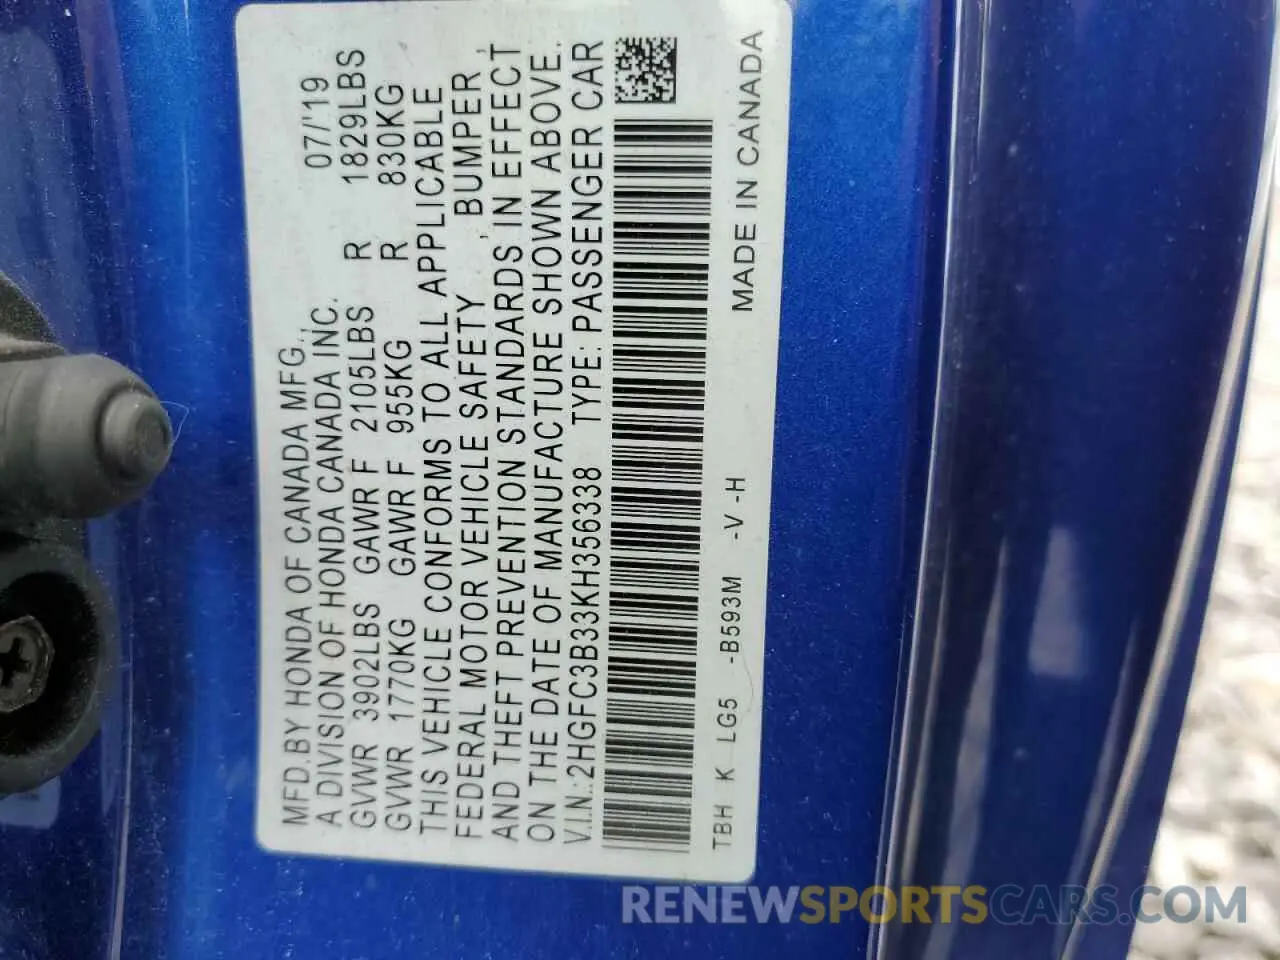 MFD.BY HONDA OF CANADA MFG., 07/'19
A DIVISION OF HONDA CANADA INC.
GVWR 3902LBS GAWR F 2105LBS R 1829LBS
GVWR 1770KG GAWR F 955KG R 830KG
THIS VEHICLE CONFORMS TO ALL APPLICABLE
FEDERAL MOTOR VEHICLE SAFETY , BUMPER ,
AND THEFT PREVENTION STANDARDS IN EFFECT
ON THE DATE OF MANUFACTURE SHOWN ABOVE.
V.I.N.: 2HGFC3B33KH356338 TYPE: PASSENGER CAR
TBH K LG5 -B593M -V -H MADE IN CANADA
RENEWSPORTSCARS.COM